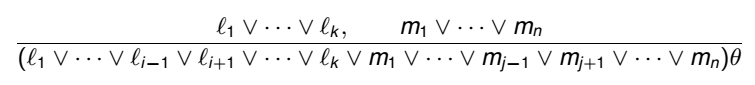 ℓ₁ ∨ ⋯ ∨ ℓₖ, m₁ ∨ ⋯ ∨ mₙ
(ℓ₁ ∨ ⋯ ∨ ℓᵢ₋₁ ∨ ℓᵢ₊₁ ∨ ⋯ ∨ ℓₖ ∨ m₁ ∨ ⋯ ∨ mⱼ₋₁ ∨ mⱼ₊₁ ∨ ⋯ ∨ mₙ)θ